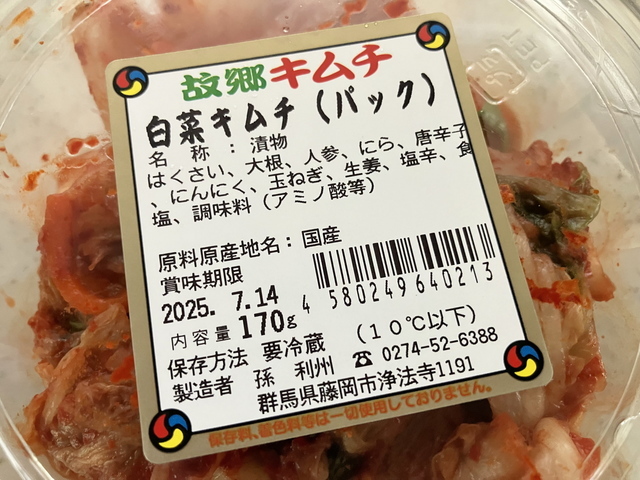 故郷キムチ
白菜キムチ（パック）
名 称：漬物
はくさい、大根、人参、にら、唐辛子
、にんにく、玉ねぎ、生姜、塩辛、食
塩、調味料（アミノ酸等）
原料原産地名：国産
賞味期限
2025. 7.14
4 580249 640213
内容量 170g
保存方法 要冷蔵 （10℃以下）
製造者 孫 利州 ☎ 0274-52-6388
群馬県藤岡市浄法寺1191
保存料、着色料等は一切使用しておりません。